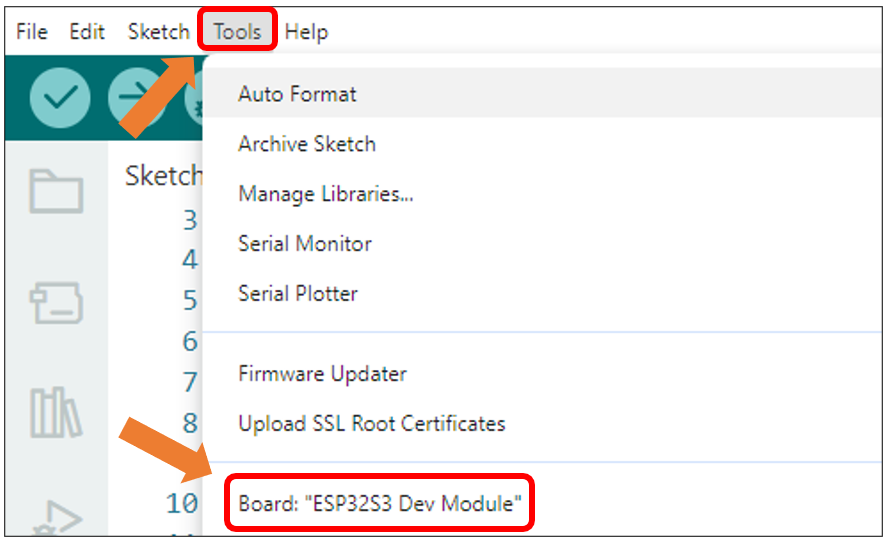 File Edit Sketch Tools Help
Auto Format
Archive Sketch
Sketch
Manage Libraries...
3
Serial Monitor
4
Serial Plotter
5
6
Firmware Updater
7
Upload SSL Root Certificates
8
Board: "ESP32S3 Dev Module"
10